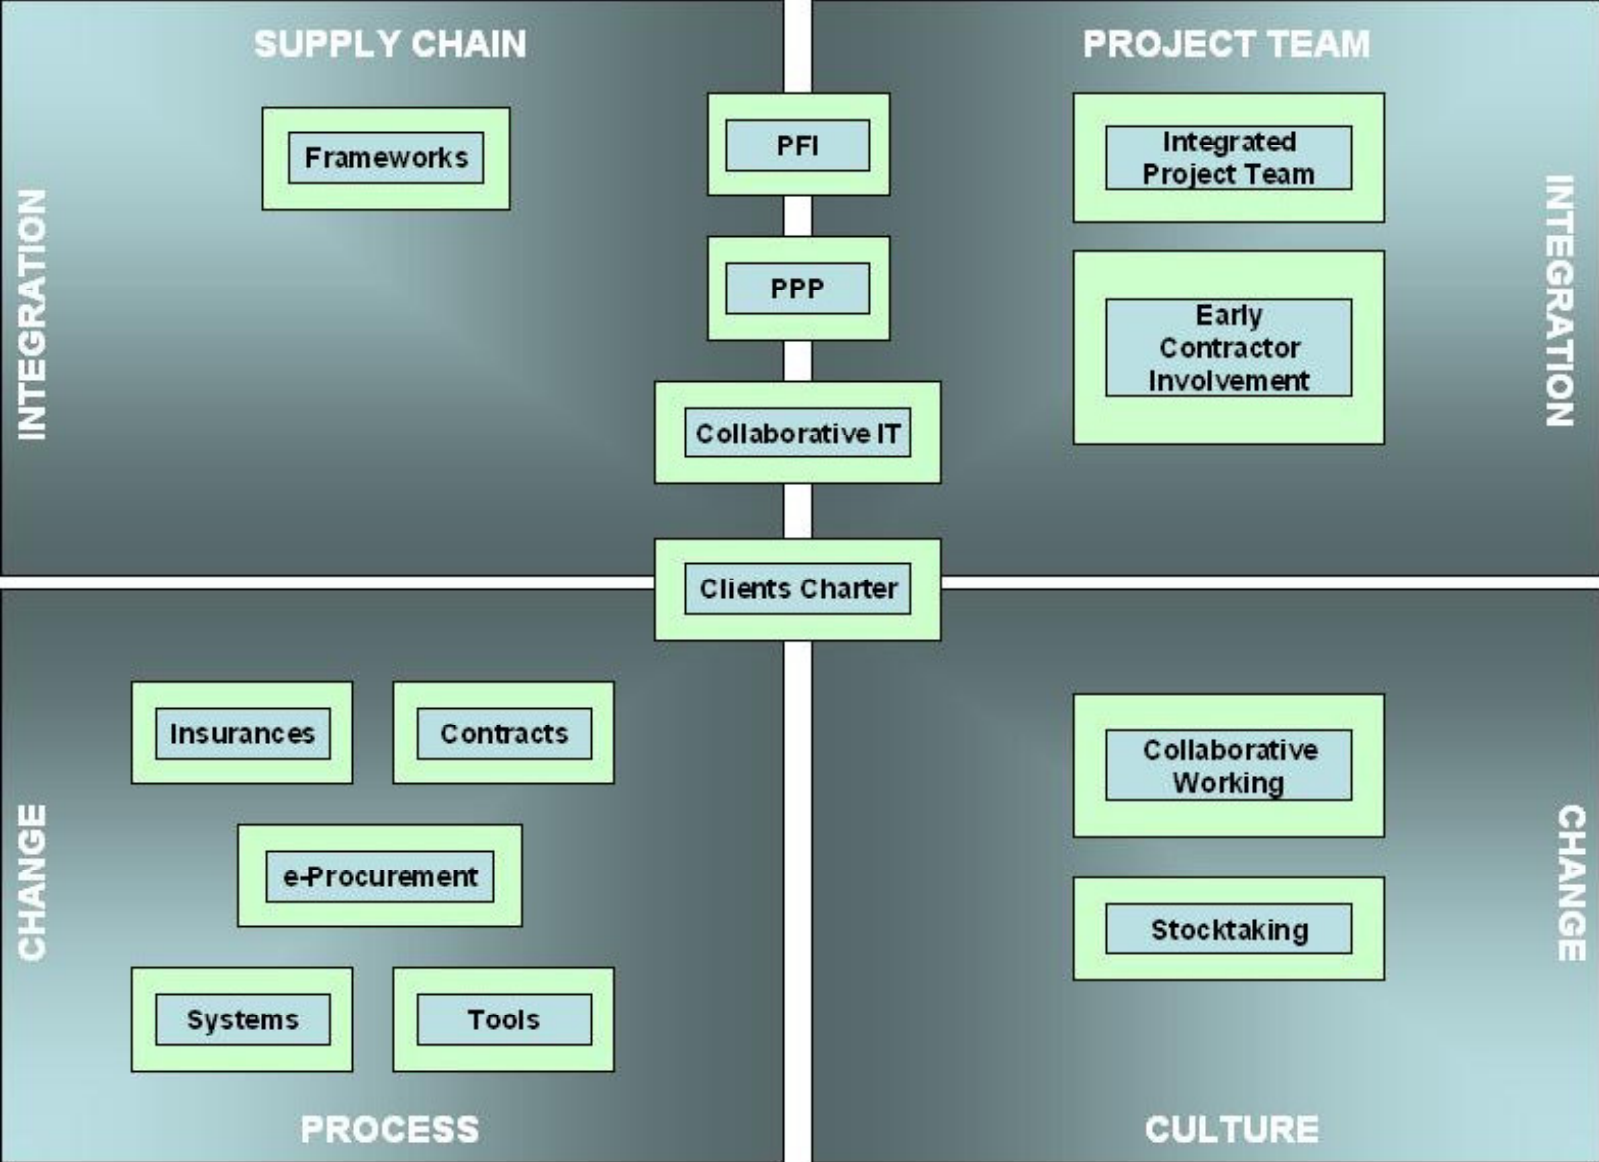 SUPPLY CHAIN
PROJECT TEAM
INTEGRATION
Frameworks
PFI
PPP
Collaborative IT
Clients Charter
Integrated
Project Team
Early
Contractor
Involvement
INTEGRATION
CHANGE
Insurances
Contracts
e-Procurement
Systems
Tools
PROCESS
Collaborative
Working
Stocktaking
CHANGE
CULTURE